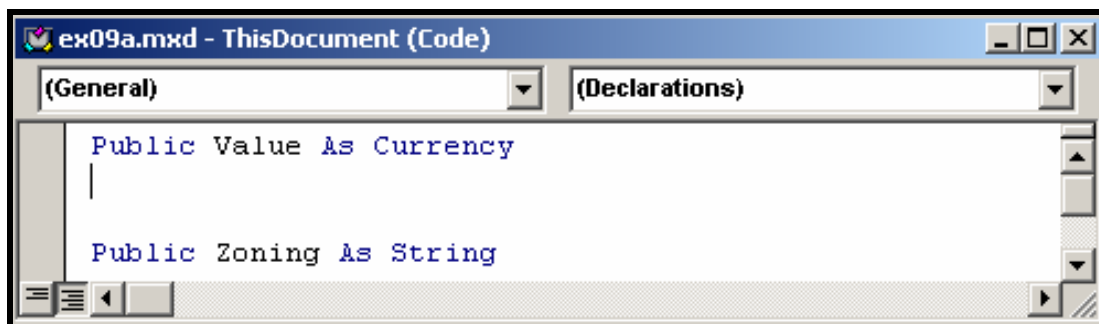 ex09a.mxd - ThisDocument (Code)
(General)
(Declarations)
Public Value As Currency
Public Zoning As String